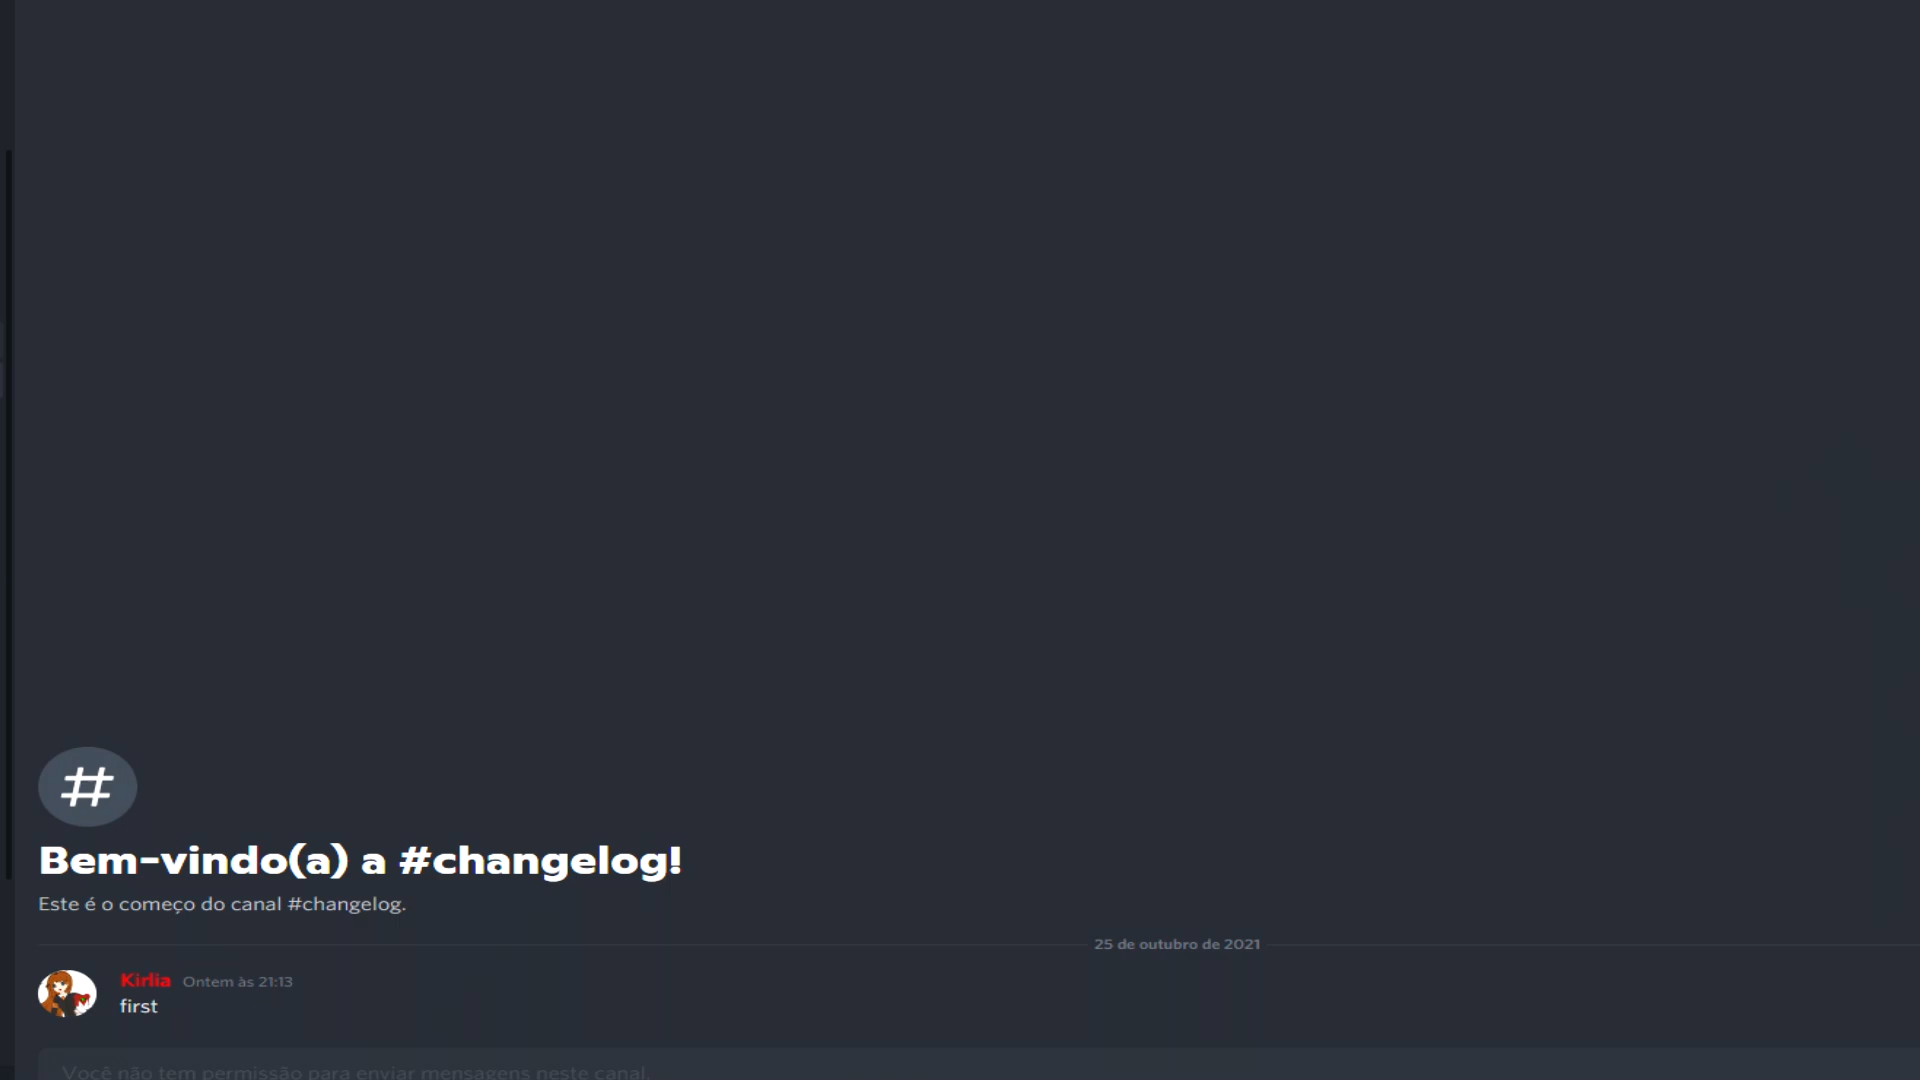 #
Bem-vindo(a) a #changelog!
Este é o começo do canal #changelog.
25 de outubro de 2021
Kirlia Ontem às 21:13
first
Você não tem permissão para enviar mensagens neste canal.